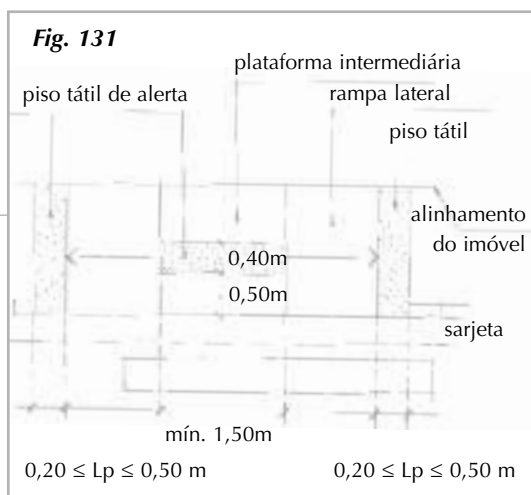 Fig. 131
plataforma intermediária
piso tátil de alerta
rampa lateral
piso tátil
alinhamento
do imóvel
0,40m
0,50m
sarjeta
mín. 1,50m
0,20 ≤ Lp ≤ 0,50 m
0,20 ≤ Lp ≤ 0,50 m